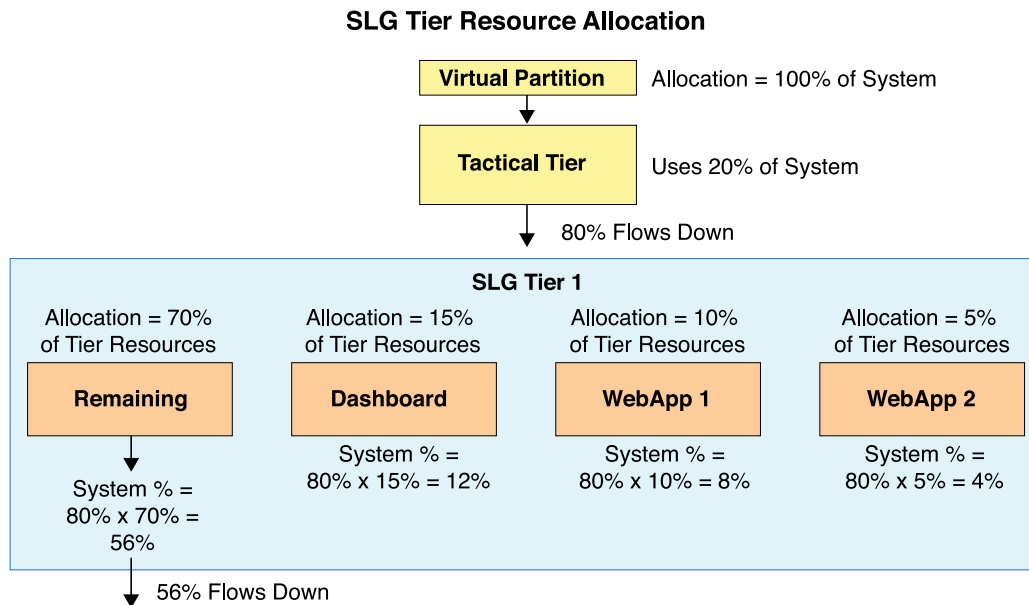 SLG Tier Resource Allocation
Virtual Partition
Allocation = 100% of System
Tactical Tier
Uses 20% of System
80% Flows Down
SLG Tier 1
Allocation = 70%
of Tier Resources
Remaining
System % =
80% x 70% =
56%
Allocation = 15%
of Tier Resources
Dashboard
System % =
80% x 15% = 12%
Allocation = 10%
of Tier Resources
WebApp 1
System % =
80% x 10% = 8%
Allocation = 5%
of Tier Resources
WebApp 2
System % =
80% x 5% = 4%
56% Flows Down